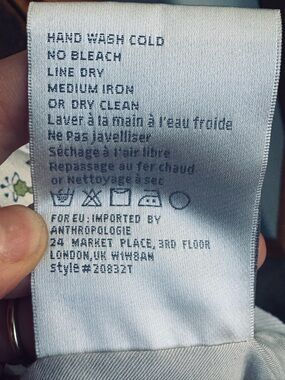 HAND WASH COLD
NO BLEACH
LINE DRY
MEDIUM IRON
OR DRY CLEAN
Laver à la main à l'eau froide
Ne Pas javelliser
Séchage à l'air libre
Repassage au fer chaud
or Nettoyage à sec
FOR EU: IMPORTED BY
ANTHROPOLOGIE
24 MARKET PLACE, 3RD FLOOR
LONDON, UK W1W8AN
style#20832T